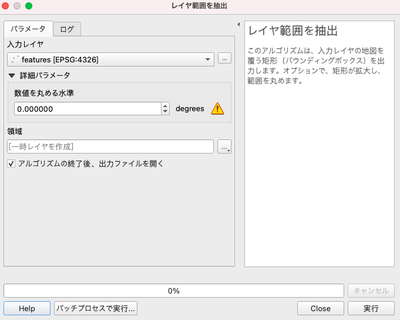 レイヤ範囲を抽出
パラメータ
ログ
入力レイヤ
features [EPSG:4326]
...
▼ 詳細パラメータ
数値を丸める水準
0.000000
degrees
領域
[一時レイヤを作成]
...
アルゴリズムの終了後、出力ファイルを開く
レイヤ範囲を抽出
このアルゴリズムは、入力レイヤの地図を
覆う矩形（バウンディングボックス）を出
力します。オプションで、矩形が拡大し、
範囲を丸めます。
0%
キャンセル
Help
バッチプロセスで実行...
Close
実行